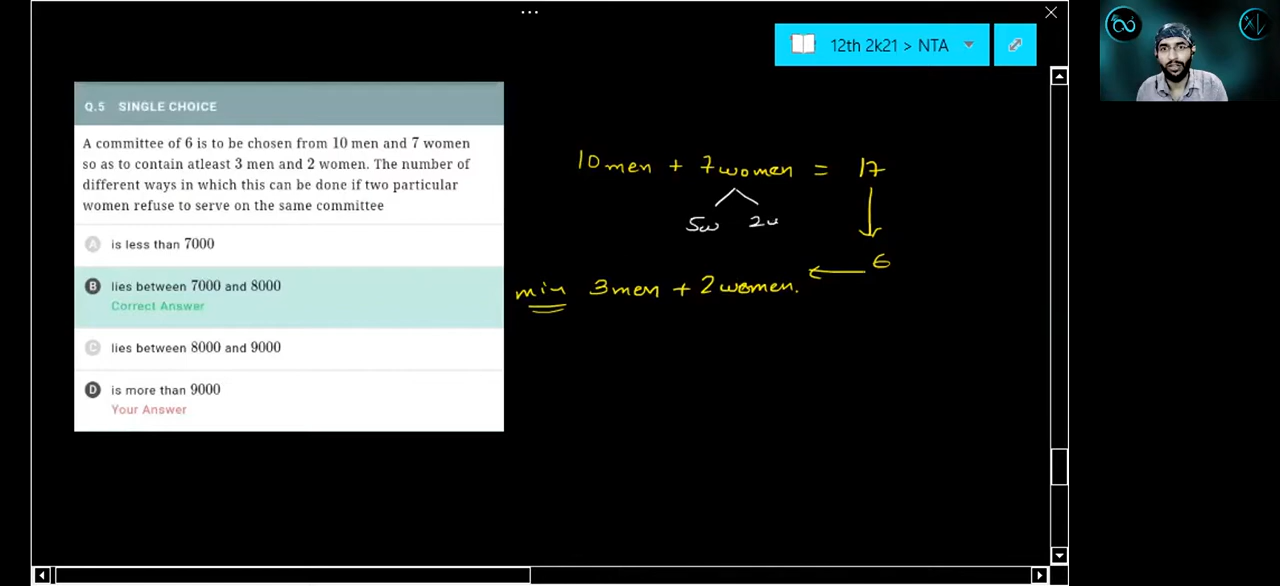 12th 2k21 > NTA
Q.5 SINGLE CHOICE
A committee of 6 is to be chosen from 10 men and 7 women
so as to contain atleast 3 men and 2 women. The number of
different ways in which this can be done if two particular
women refuse to serve on the same committee
A is less than 7000
B lies between 7000 and 8000
Correct Answer
C lies between 8000 and 9000
D is more than 9000
Your Answer
10 men + 7 women = 17
5w 2w
6
min 3 men + 2 women.